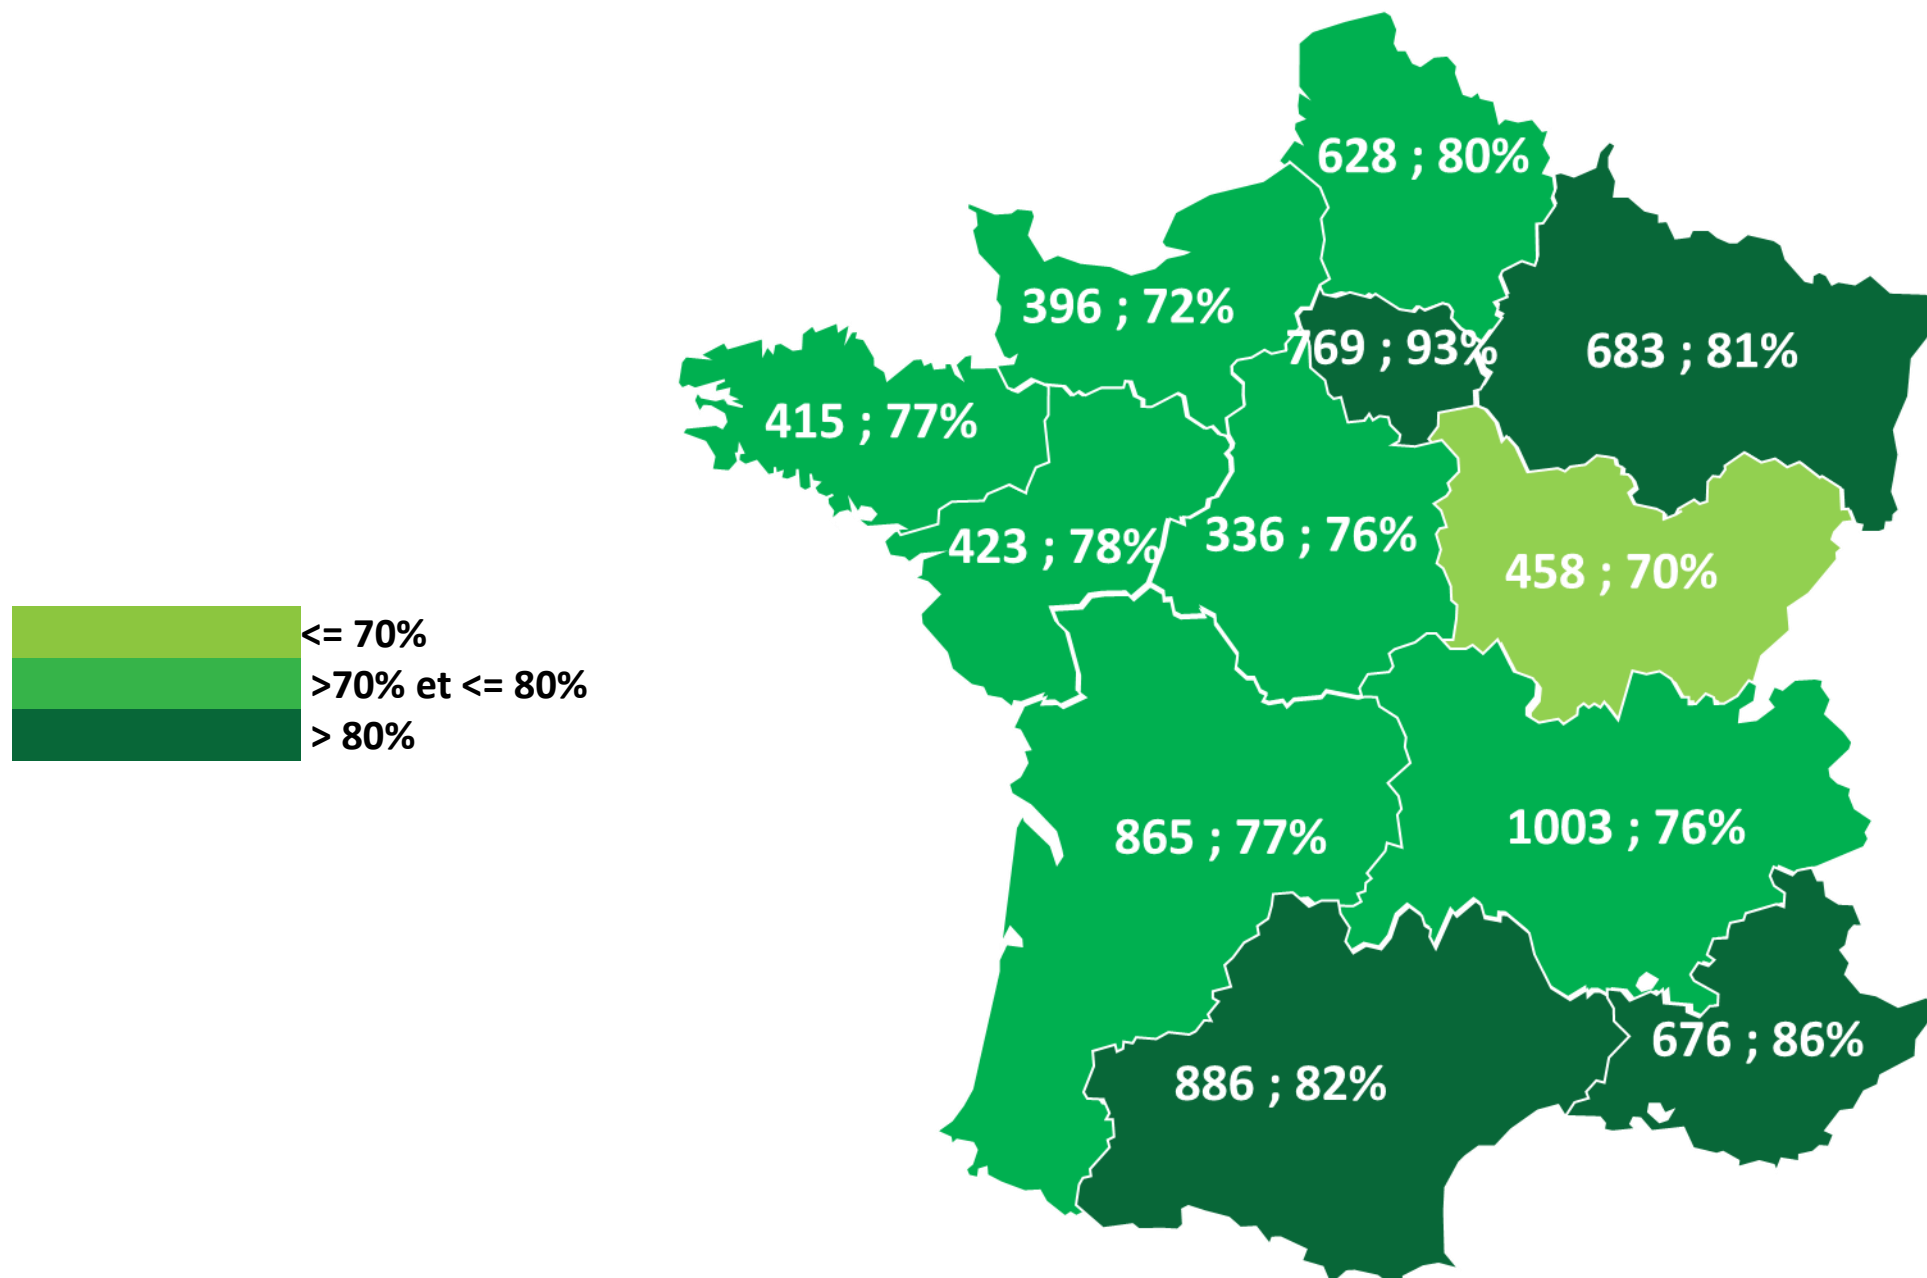 628 ; 80%
396 ; 72%
769 ; 93%
683 ; 81%
415 ; 77%
423 ; 78%
336 ; 76%
458 ; 70%
<= 70%
>70% et <= 80%
> 80%
865 ; 77%
1003 ; 76%
676 ; 86%
886 ; 82%